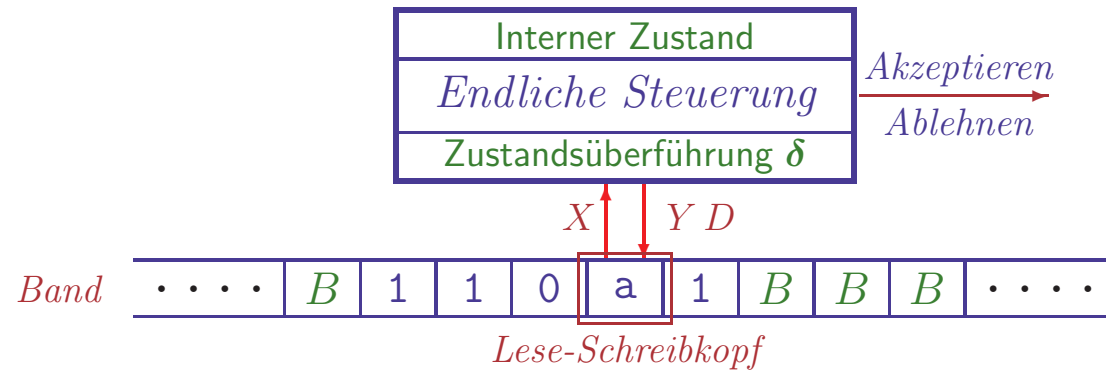 Interner Zustand
Endliche Steuerung
Zustandsüberführung δ
Akzeptieren
Ablehnen
X Y D
Band · · · · B 1 1 0 a 1 B B B · · · ·
Lese-Schreibkopf